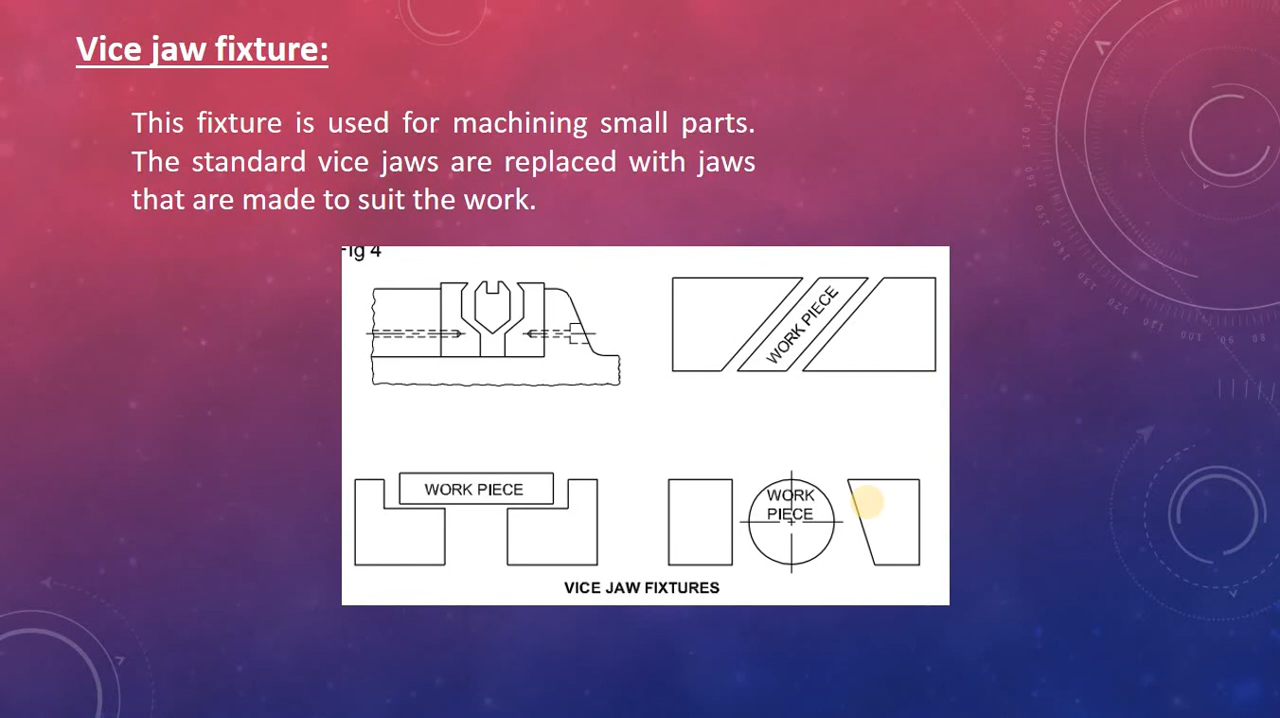 Vice jaw fixture:
This fixture is used for machining small parts.
The standard vice jaws are replaced with jaws
that are made to suit the work.
Fig 4
WORK PIECE
WORK PIECE
WORK
PIECE
VICE JAW FIXTURES